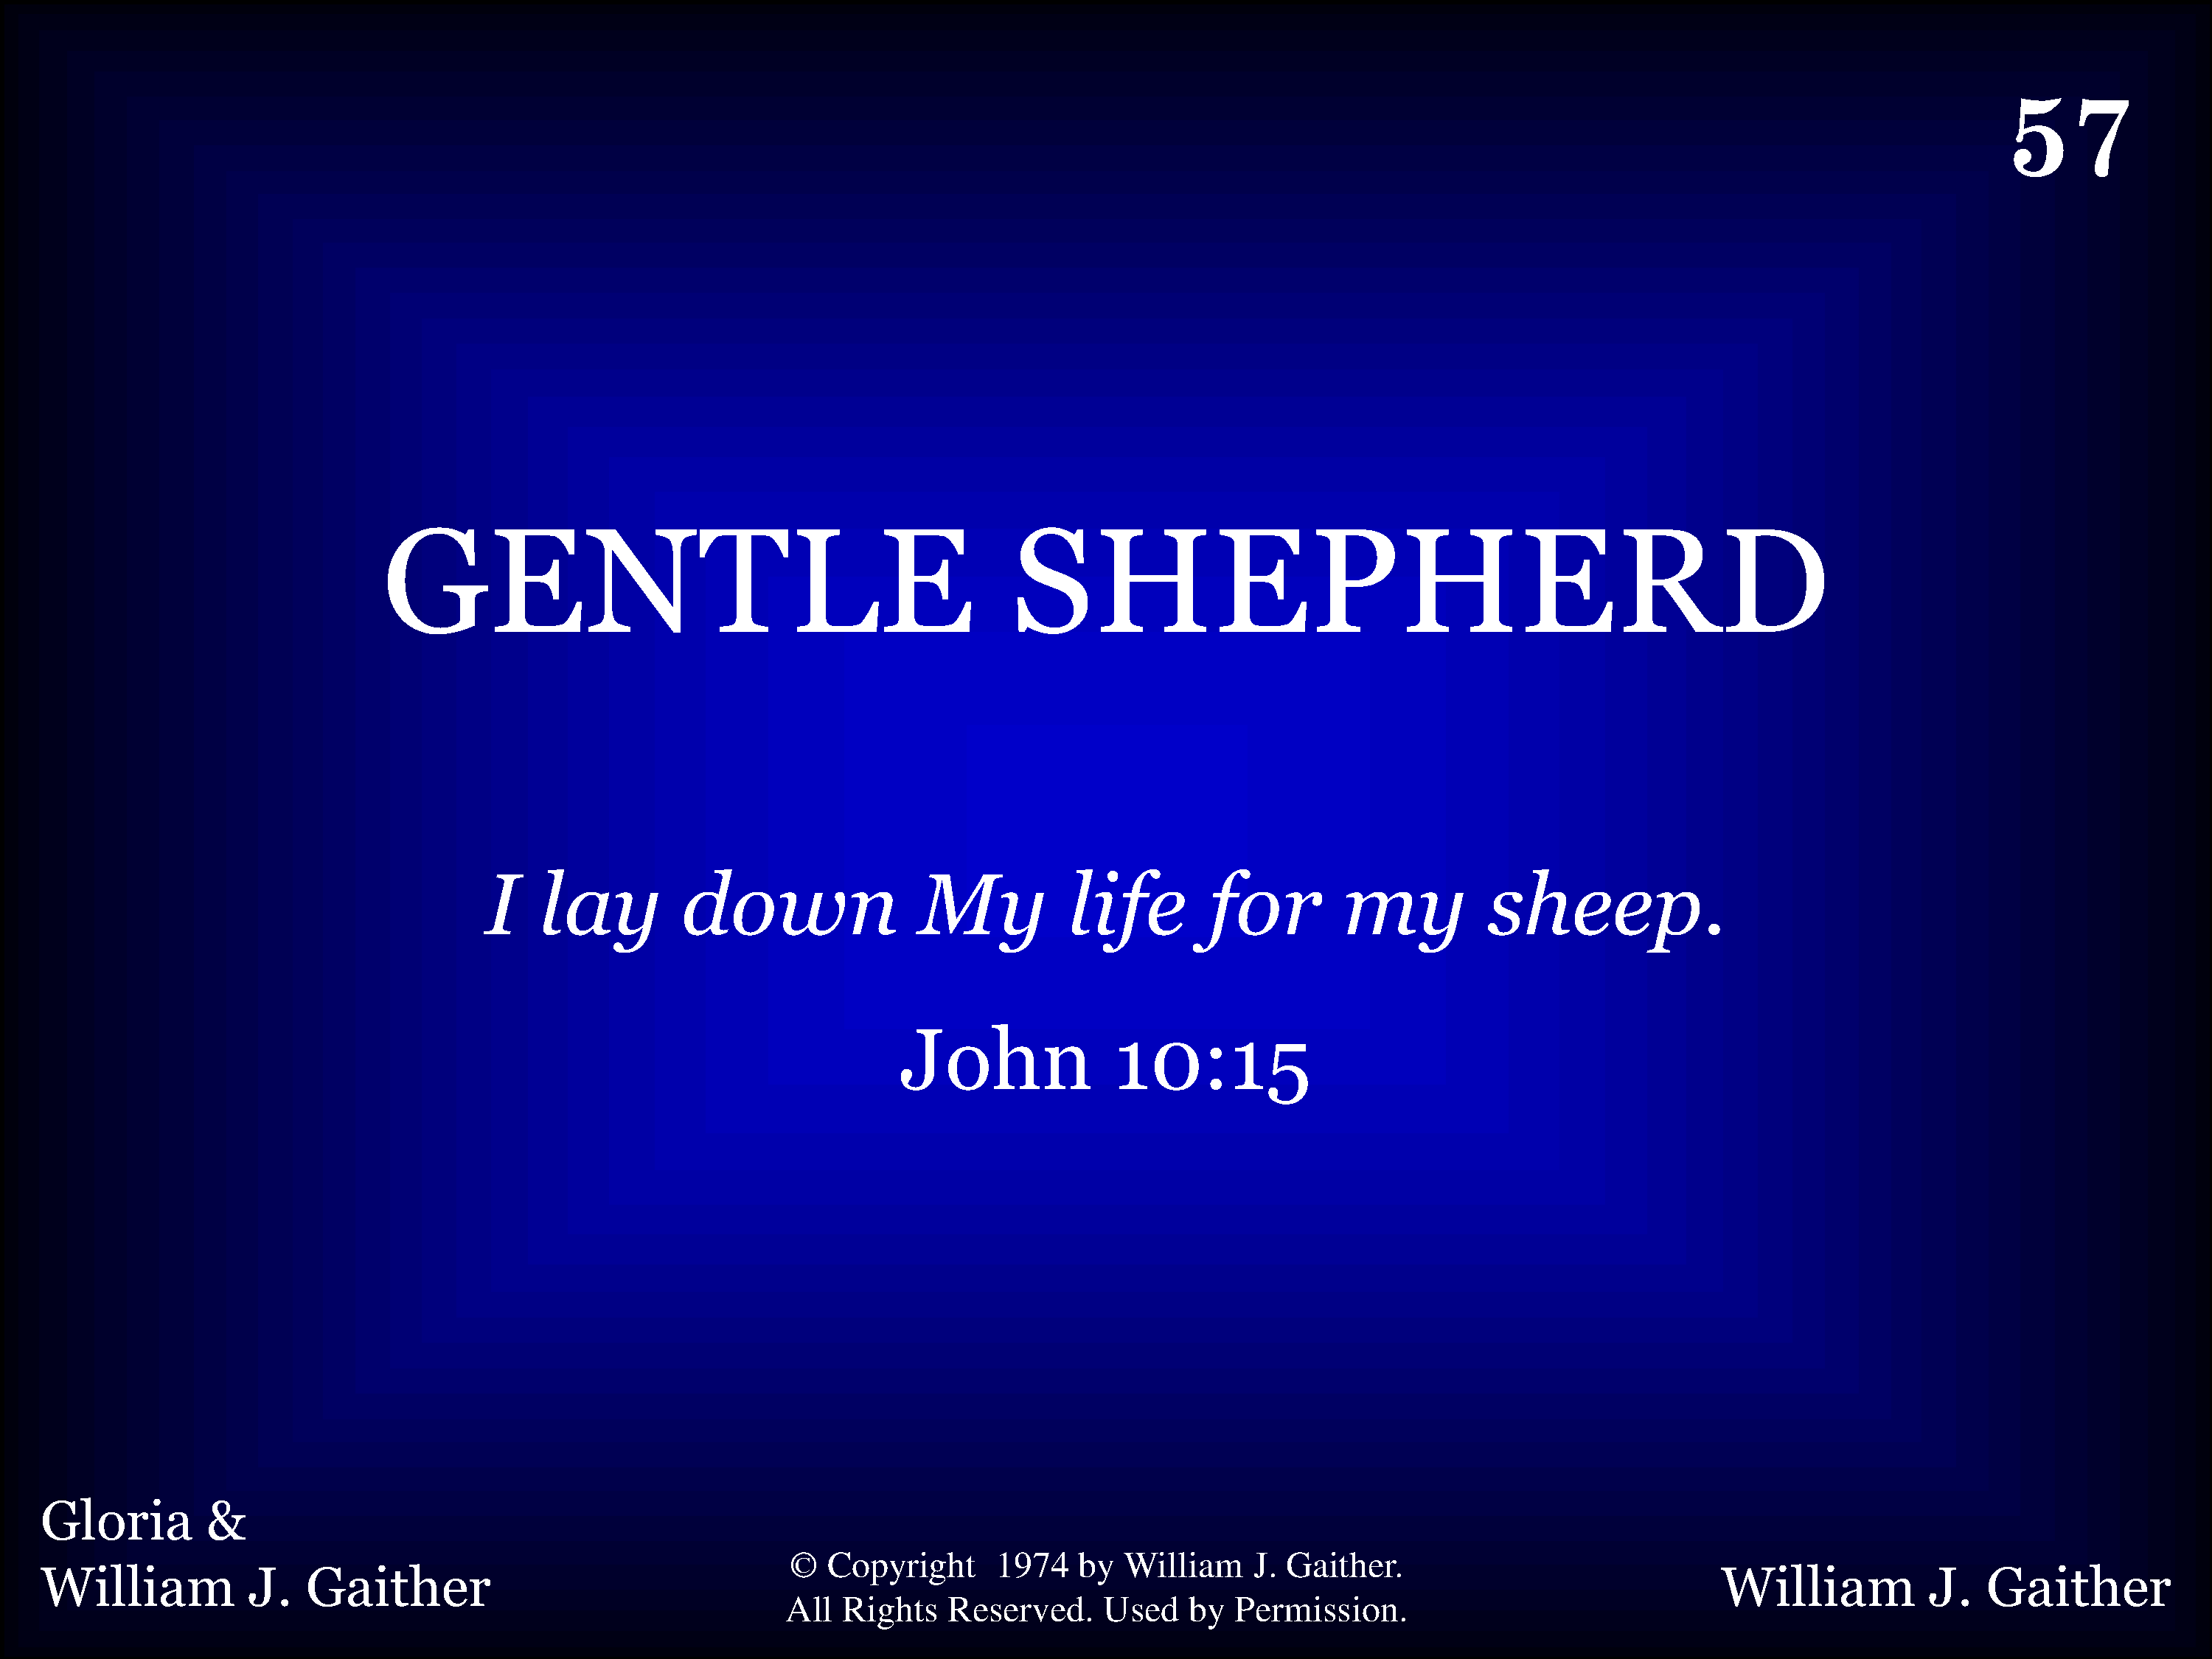 57
GENTLE SHEPHERD
I lay down My life for my sheep.
John 10:15
Gloria &
William J. Gaither
© Copyright 1974 by William J. Gaither.
All Rights Reserved. Used by Permission.
William J. Gaither